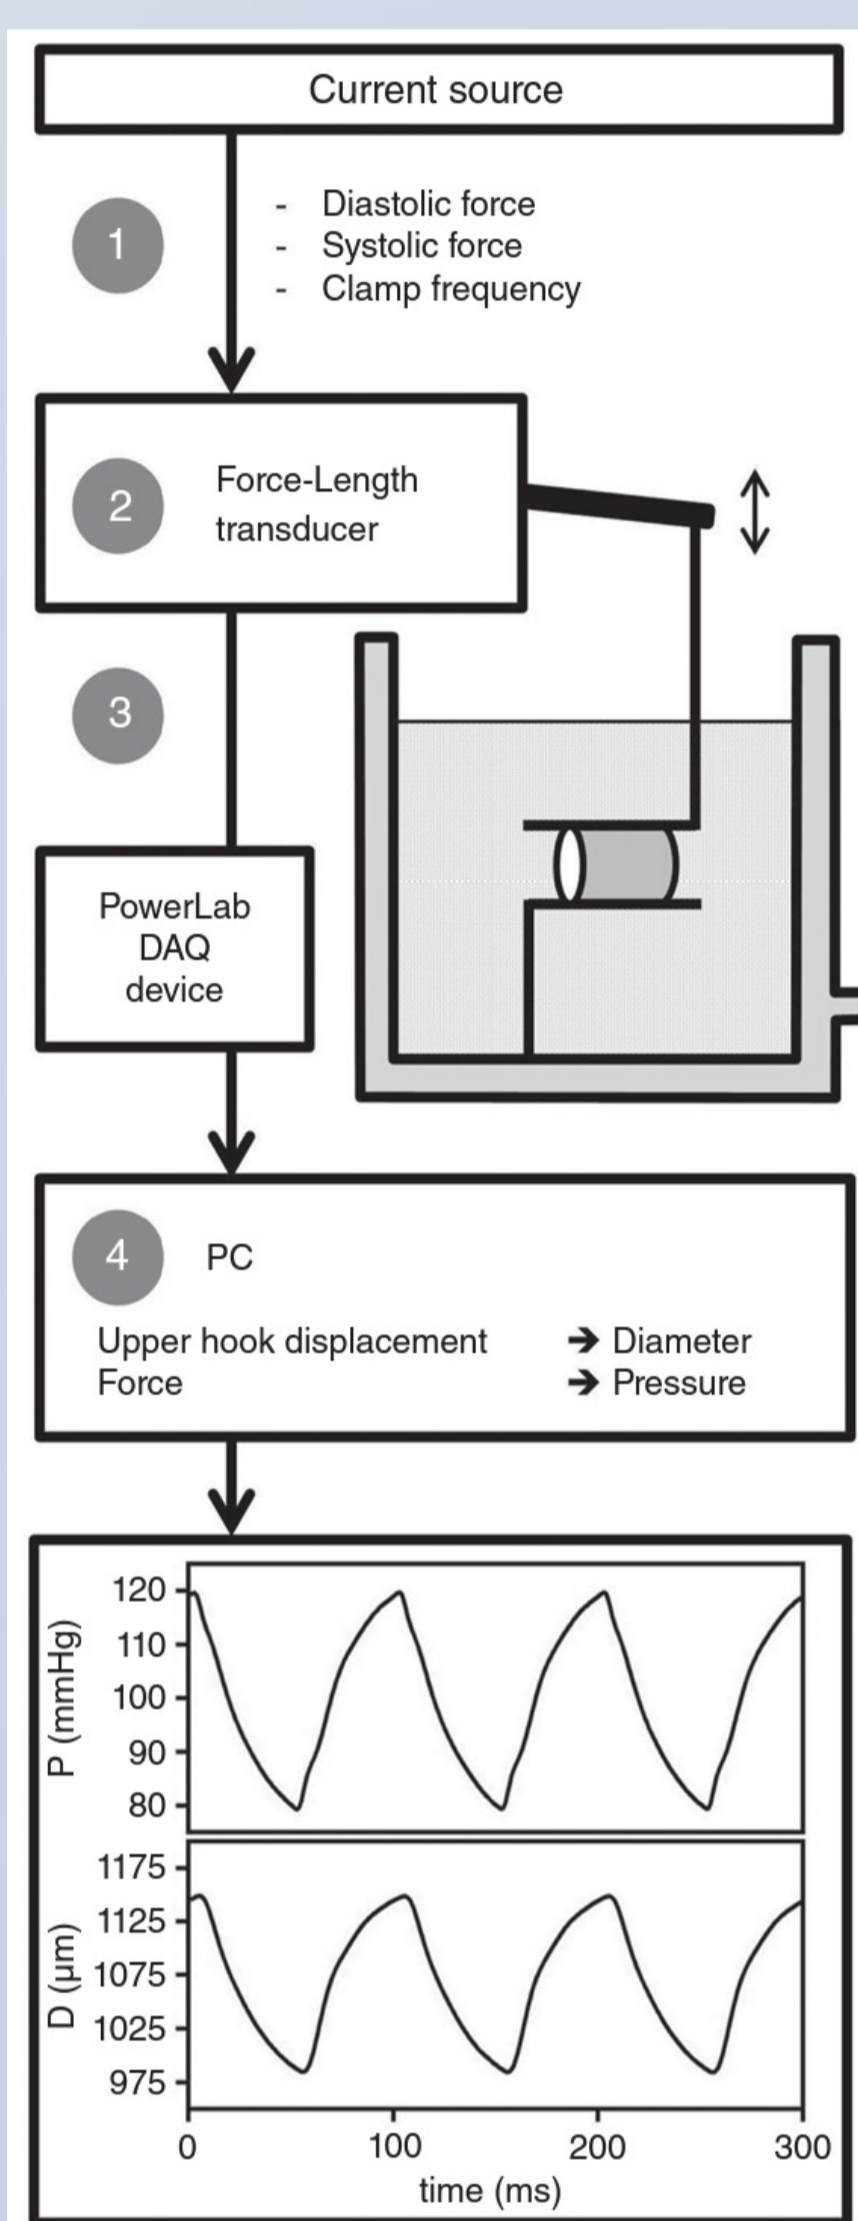 Current source
1
- Diastolic force
- Systolic force
- Clamp frequency
2
Force-Length
transducer
3
PowerLab
DAQ
device
4 PC
Upper hook displacement ➔ Diameter
Force ➔ Pressure
P (mmHg)
120
110
100
90
80
D (µm)
1175
1125
1075
1025
975
0 100 200 300
time (ms)